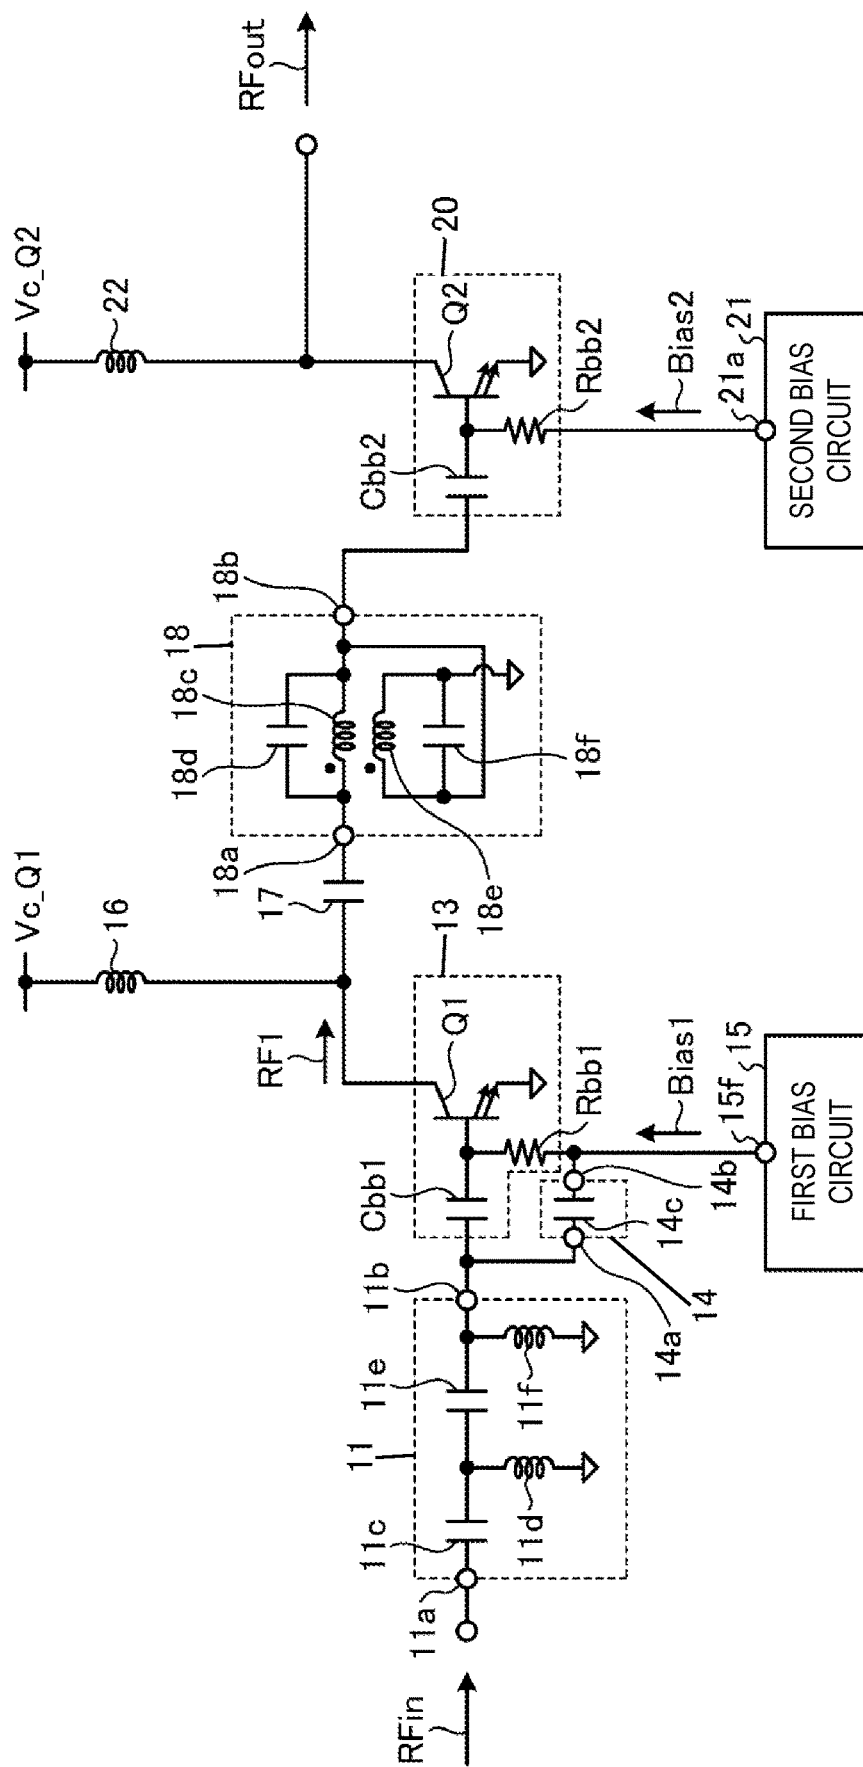 Vc_Q1
Vc_Q2
16
22
RF1
RFout
17
18a
18d
18c
18
18b
18e
18f
13
Q1
Cbb1
Rbb1
Cbb2
20
Q2
Rbb2
RFin
11a
11c
11
11e
11b
11d
11f
14a
14
14c
14b
Bias1
15f
15
FIRST BIAS
CIRCUIT
Bias2
21a
21
SECOND BIAS
CIRCUIT